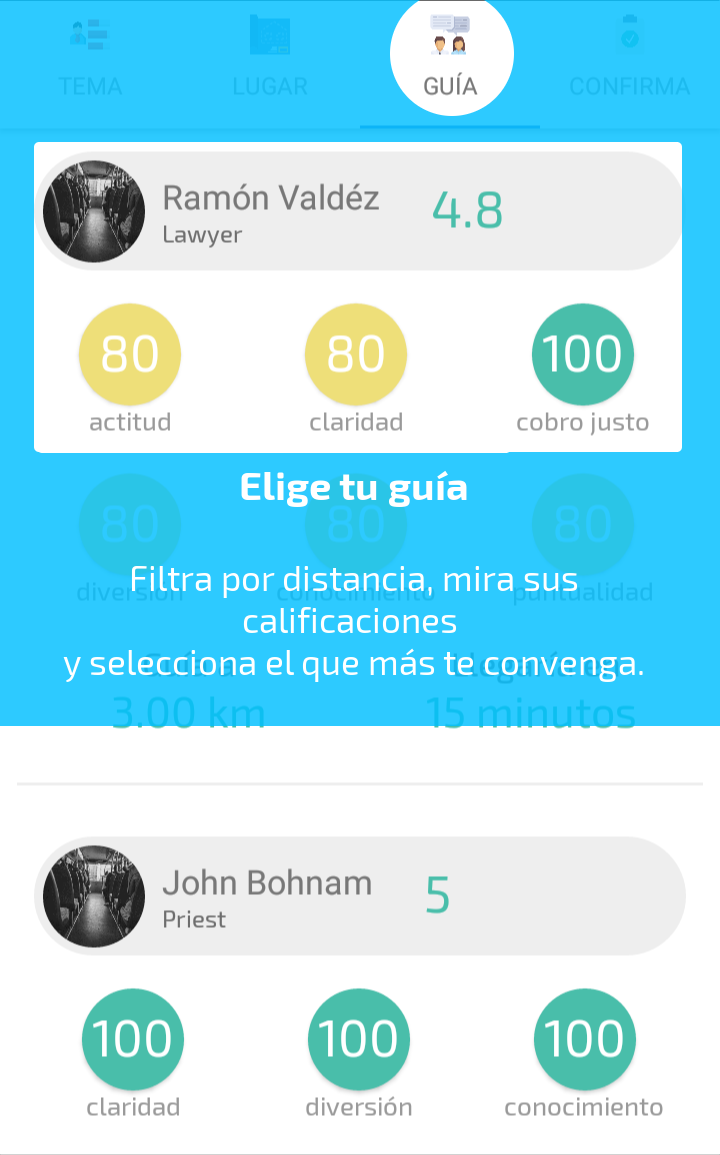 TEMA
LUGAR
GUÍA
CONFIRMA
Ramón Valdéz
4.8
Lawyer
80
80
100
actitud
claridad
cobro justo
Elige tu guía
80
80
80
Filtra por distancia, mira sus
diversión
conocimiento
puntualidad
calificaciones
y selecciona el que más te convenga.
3.00 km
15 minutos
John Bohnam
5
Priest
100
100
100
claridad
diversión
conocimiento